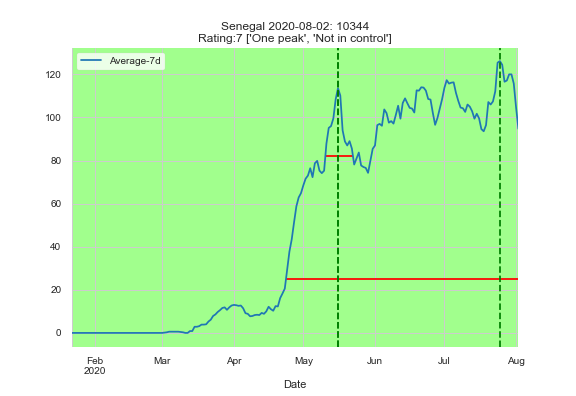 Senegal 2020-08-02: 10344
Rating:7 ['One peak', 'Not in control']
Average-7d
120
100
80
60
40
20
0
Feb Mar Apr May Jun Jul Aug
2020
Date